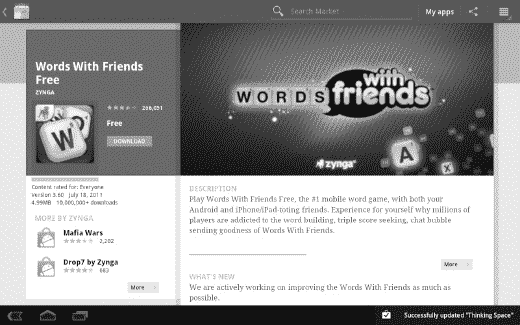 Search Market
My apps
Words With Friends
Free
ZYNGA
Free
DOWNLOAD
WORDS with friends
zynga
W
A
Content rated for: Everyone
Version 3.60 July 18, 2011
4.99MB 10,000,000+ downloads
MORE BY ZYNGA
Mafia Wars
2,202
Drop7 by Zynga
683
More
DESCRIPTION
Play Words With Friends Free, the #1 mobile word game, with both your
Android and iPhone/iPad-toting friends. Experience for yourself why millions of
players are addicted to the word building, triple score seeking, chat bubble
sending goodness of Words With Friends.
More
WHAT'S NEW
We are actively working on improving the Words With Friends as much as
possible.
Successfully updated "Thinking Space"